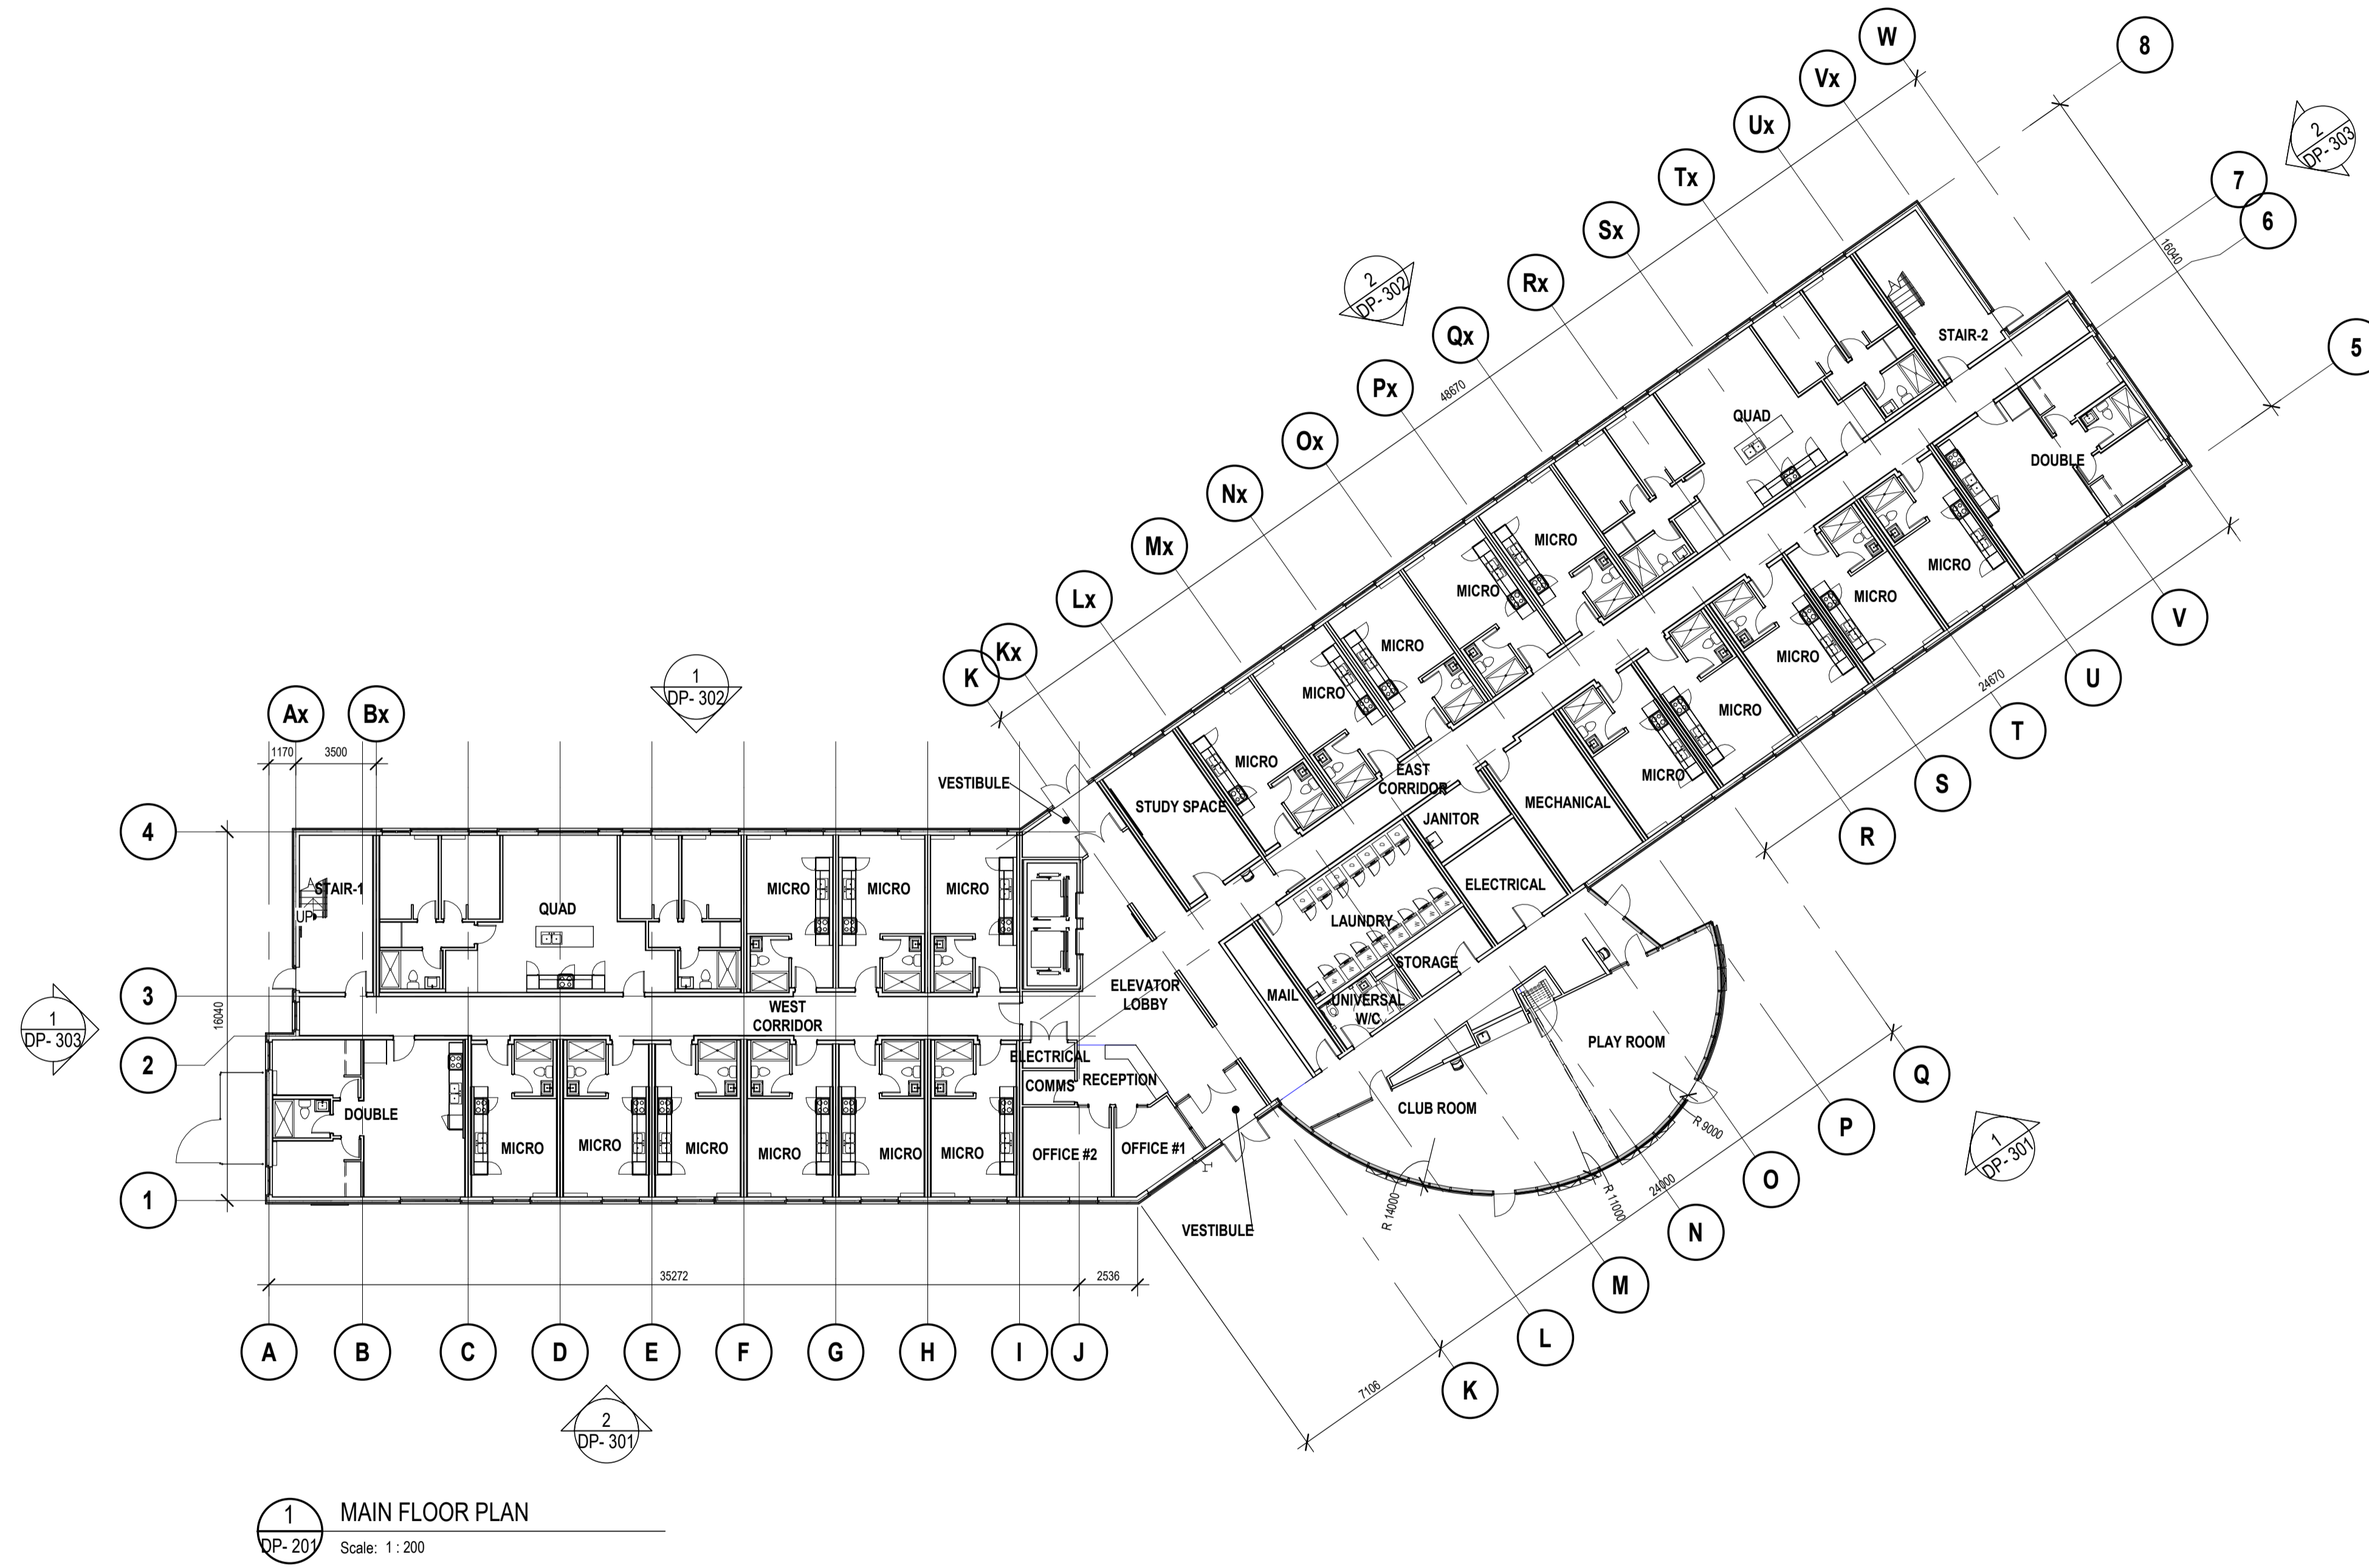 W
8
Vx
2
DP- 303
Ux
Tx
7
6
Sx
16040
Rx
2
DP- 302
Qx
STAIR-2
5
Px
48670
QUAD
Ox
DOUBLE
Nx
MICRO
Mx
MICRO
MICRO
Lx
MICRO
MICRO
V
Kx
K
MICRO
MICRO
U
1
DP- 302
24670
MICRO
T
Ax
Bx
1170
3500
MICRO
EAST
CORRIDOR
MICRO
S
VESTIBULE
STUDY SPACE
MECHANICAL
4
JANITOR
R
STAIR-1
UP
MICRO
MICRO
MICRO
ELECTRICAL
QUAD
LAUNDRY
STORAGE
3
ELEVATOR
LOBBY
MAIL
UNIVERSAL
W/C
16040
WEST
CORRIDOR
1
DP- 303
PLAY ROOM
2
ELECTRICAL
Q
RECEPTION
COMMS
DOUBLE
CLUB ROOM
R 9000
P
1
DP- 301
MICRO
MICRO
MICRO
MICRO
MICRO
MICRO
OFFICE #2
OFFICE #1
O
1
24000
R 11000
R 14000
VESTIBULE
N
35272
2536
M
L
A
B
C
D
E
F
G
H
I
J
K
7106
2
DP- 301
1
DP- 201
MAIN FLOOR PLAN
Scale: 1 : 200